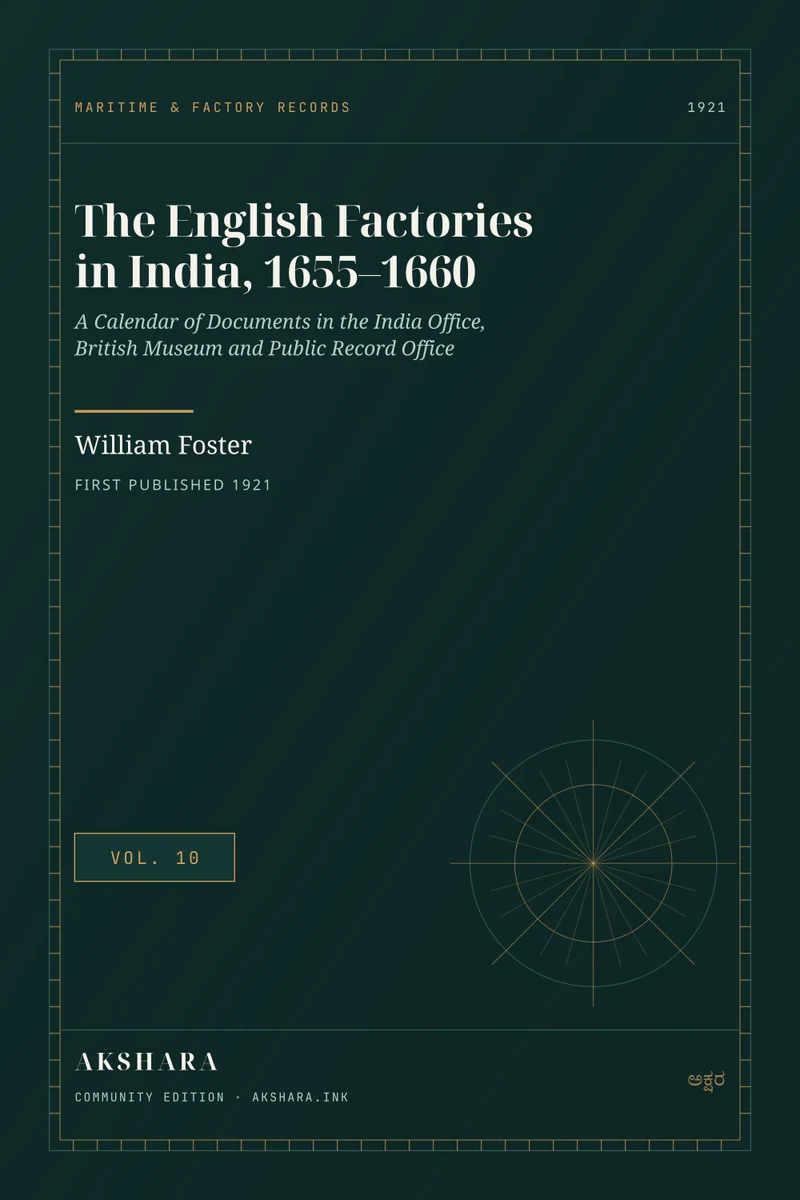 MARITIME & FACTORY RECORDS
1921
The English Factories
in India, 1655–1660
A Calendar of Documents in the India Office,
British Museum and Public Record Office
William Foster
FIRST PUBLISHED 1921
VOL. 10
AKSHARA
COMMUNITY EDITION · AKSHARA.INK
ಅಕ್ಷರ